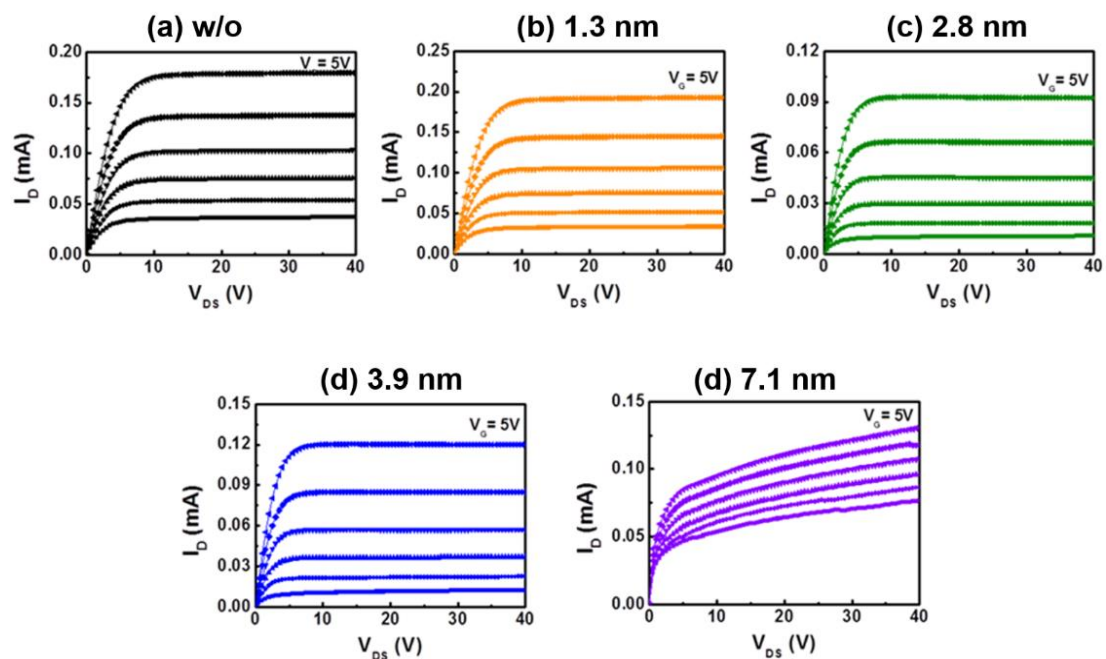 (a) w/o
(b) 1.3 nm
(c) 2.8 nm
0.20
0.15
0.10
0.05
0.00
I_D (mA)
V = 5V
0 10 20 30 40
V_DS (V)
0.25
0.20
0.15
0.10
0.05
0.00
I_D (mA)
V_G = 5V
0 10 20 30 40
V_DS (V)
0.12
0.09
0.06
0.03
0.00
I_D (mA)
V_G = 5V
0 10 20 30 40
V_DS (V)
(d) 3.9 nm
(d) 7.1 nm
0.15
0.12
0.09
0.06
0.03
0.00
I_D (mA)
V_G = 5V
0 10 20 30 40
V_DS (V)
0.15
0.10
0.05
0.00
I_D (mA)
V_G = 5V
0 10 20 30 40
V_DS (V)